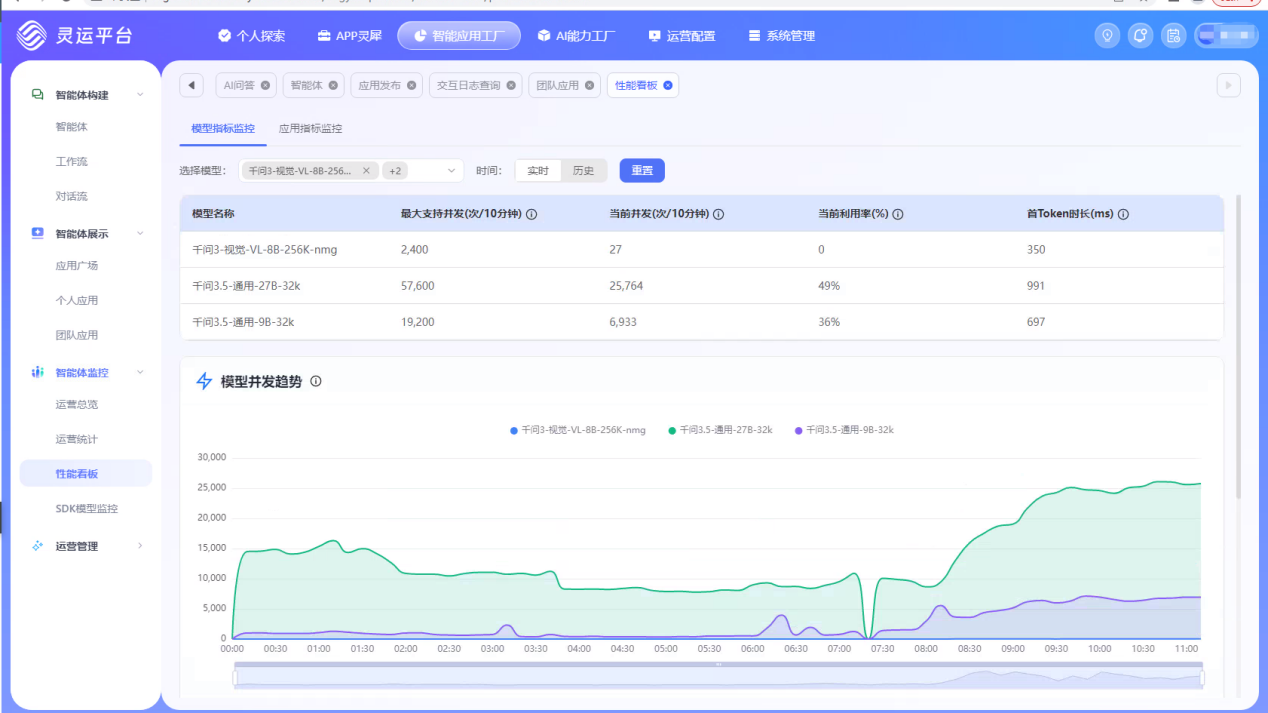 灵运平台
个人探索
APP灵犀
智能应用工厂
AI能力工厂
运营配置
系统管理
智能体构建
智能体
工作流
对话流
智能体展示
应用广场
个人应用
团队应用
智能体监控
运营总览
运营统计
性能看板
SDK模型监控
运营管理
AI问答 智能体 应用发布 交互日志查询 团队应用 性能看板
模型指标监控 应用指标监控
选择模型: 千问3-视觉-VL-8B-256... +2 时间: 实时 历史 重置
模型名称 最大支持并发(次/10分钟) 当前并发(次/10分钟) 当前利用率(%) 首Token时长(ms)
千问3-视觉-VL-8B-256K-nmg 2,400 27 0 350
千问3.5-通用-27B-32k 57,600 25,764 49% 991
千问3.5-通用-9B-32k 19,200 6,933 36% 697
模型并发趋势
千问3-视觉-VL-8B-256K-nmg 千问3.5-通用-27B-32k 千问3.5-通用-9B-32k
30,000
25,000
20,000
15,000
10,000
5,000
0
00:00 00:30 01:00 01:30 02:00 02:30 03:00 03:30 04:00 04:30 05:00 05:30 06:00 06:30 07:00 07:30 08:00 08:30 09:00 09:30 10:00 10:30 11:00